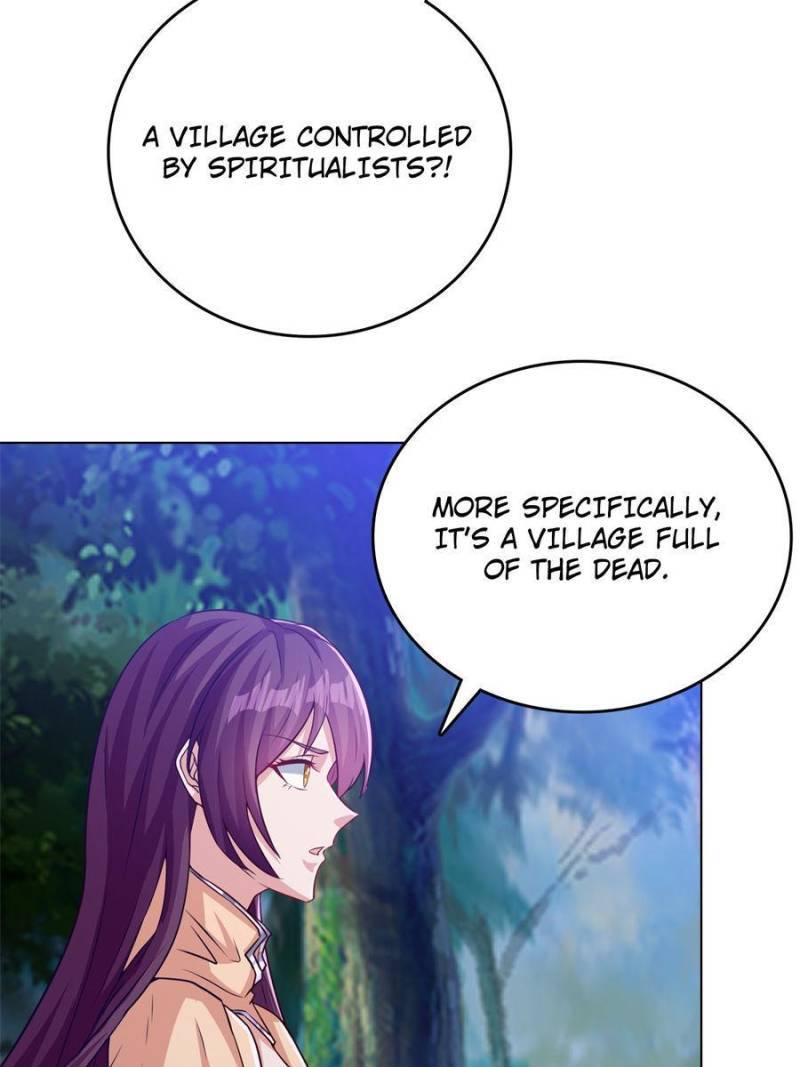 A VILLAGE CONTROLLED
BY SPIRITUALISTS?!
MORE SPECIFICALLY,
IT'S A VILLAGE FULL
OF THE DEAD.